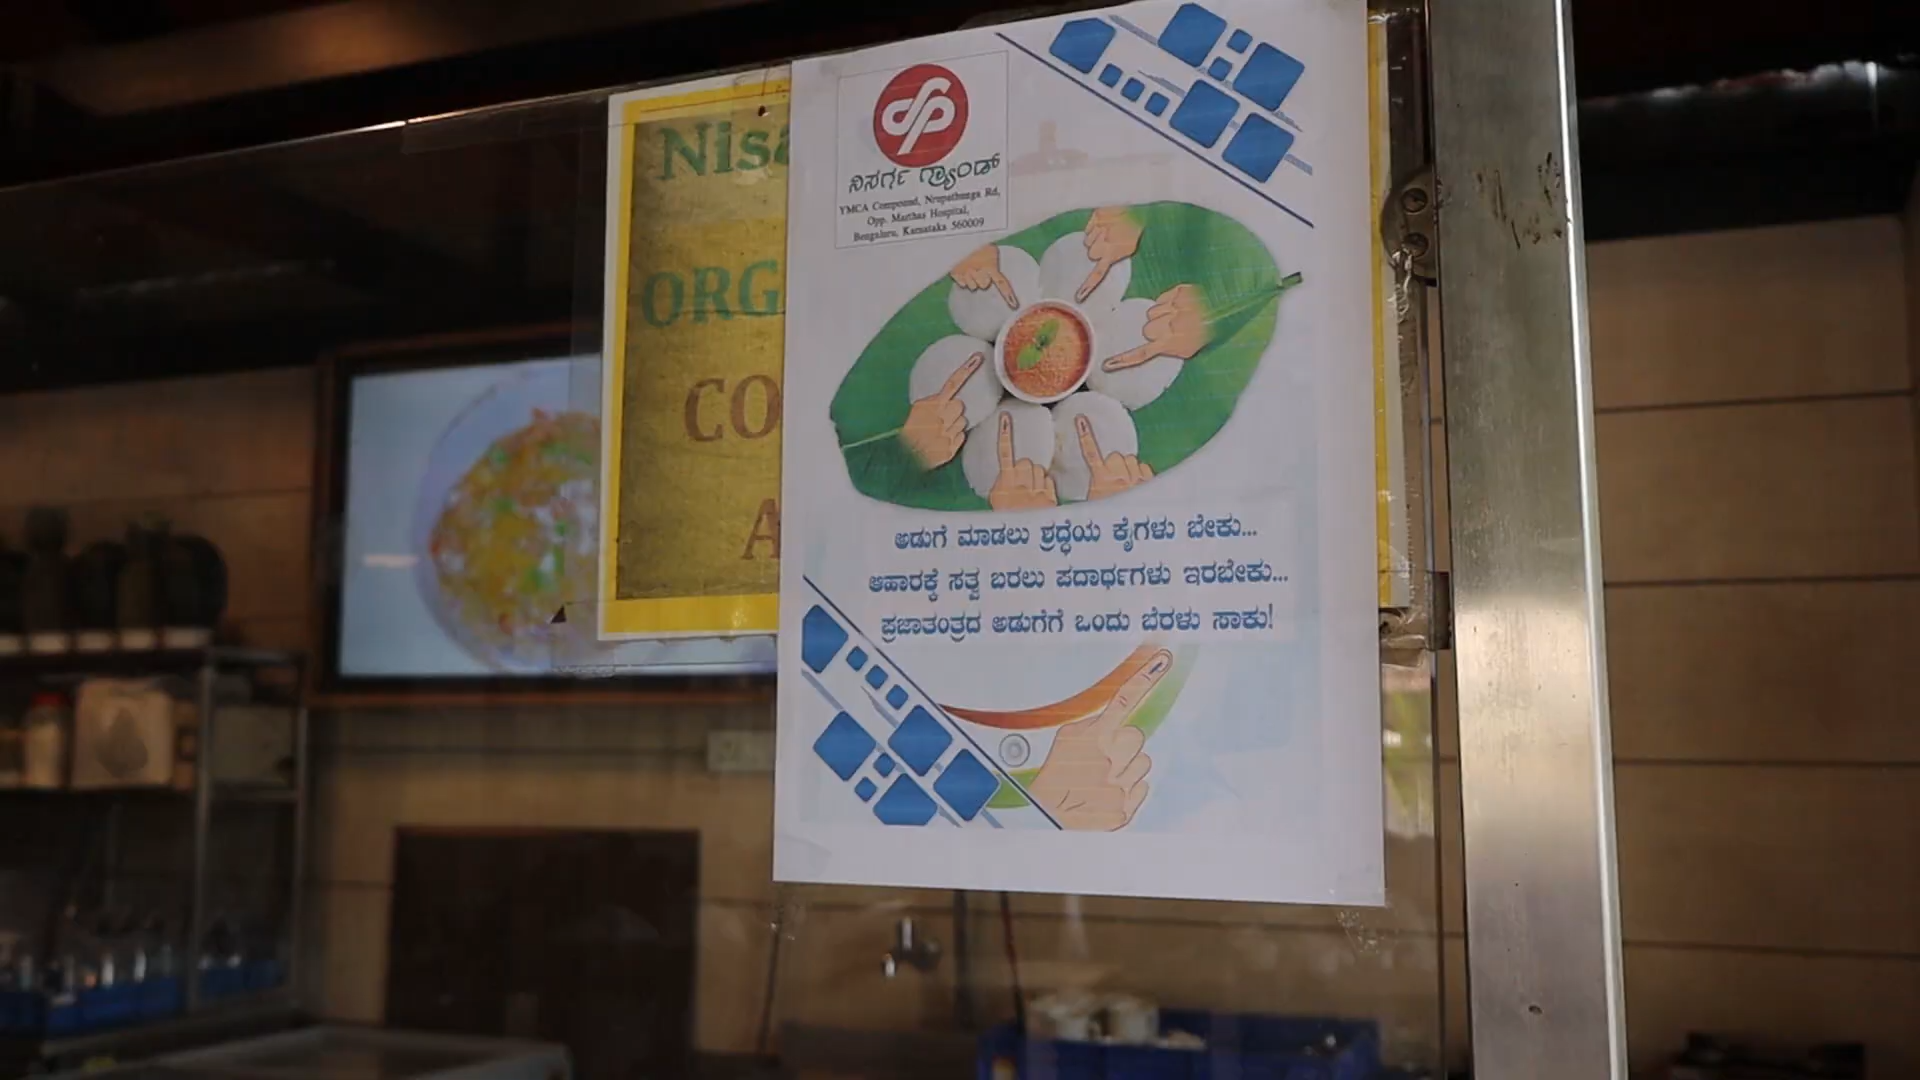 Nisa
ORG
CO
A
ನಿಸರ್ಗ ಗ್ರ್ಯಾಂಡ್
YMCA Compound, Nrupathunga Rd,
Opp. Marthas Hospital,
Bengaluru, Karnataka 560009
ಅಡುಗೆ ಮಾಡಲು ಶ್ರದ್ಧೆಯ ಕೈಗಳು ಬೇಕು...
ಆಹಾರಕ್ಕೆ ಸತ್ವ ಬರಲು ಪದಾರ್ಥಗಳು ಇರಬೇಕು...
ಪ್ರಜಾತಂತ್ರದ ಅಡುಗೆಗೆ ಒಂದು ಬೆರಳು ಸಾಕು!